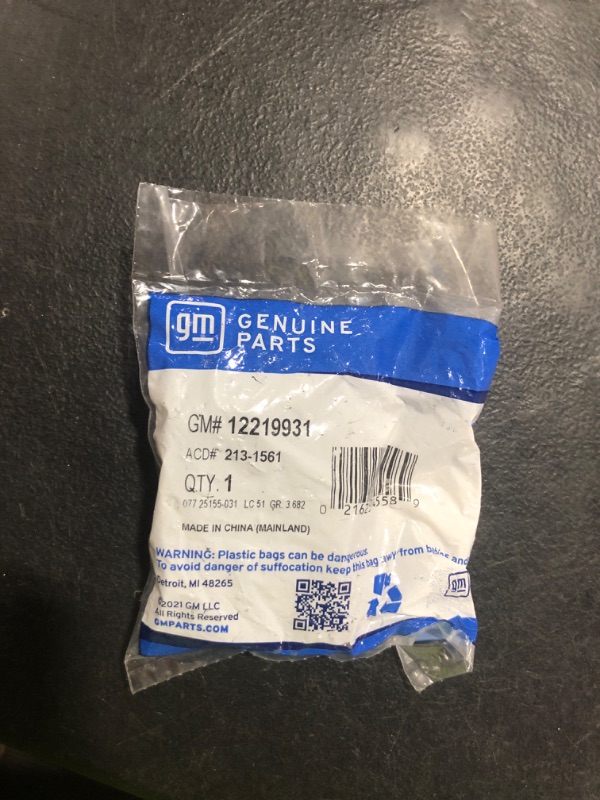 gm GENUINE
PARTS
GM# 12219931
ACD# 213-1561
QTY. 1
077 25155-031 LC 51 GR. 3.682
0 9
MADE IN CHINA (MAINLAND)
WARNING: Plastic bags can be dangerous.
To avoid danger of suffocation keep this bag away from babies and
Detroit, MI 48265
©2021 GM LLC
All Rights Reserved
GMPARTS.COM
gm